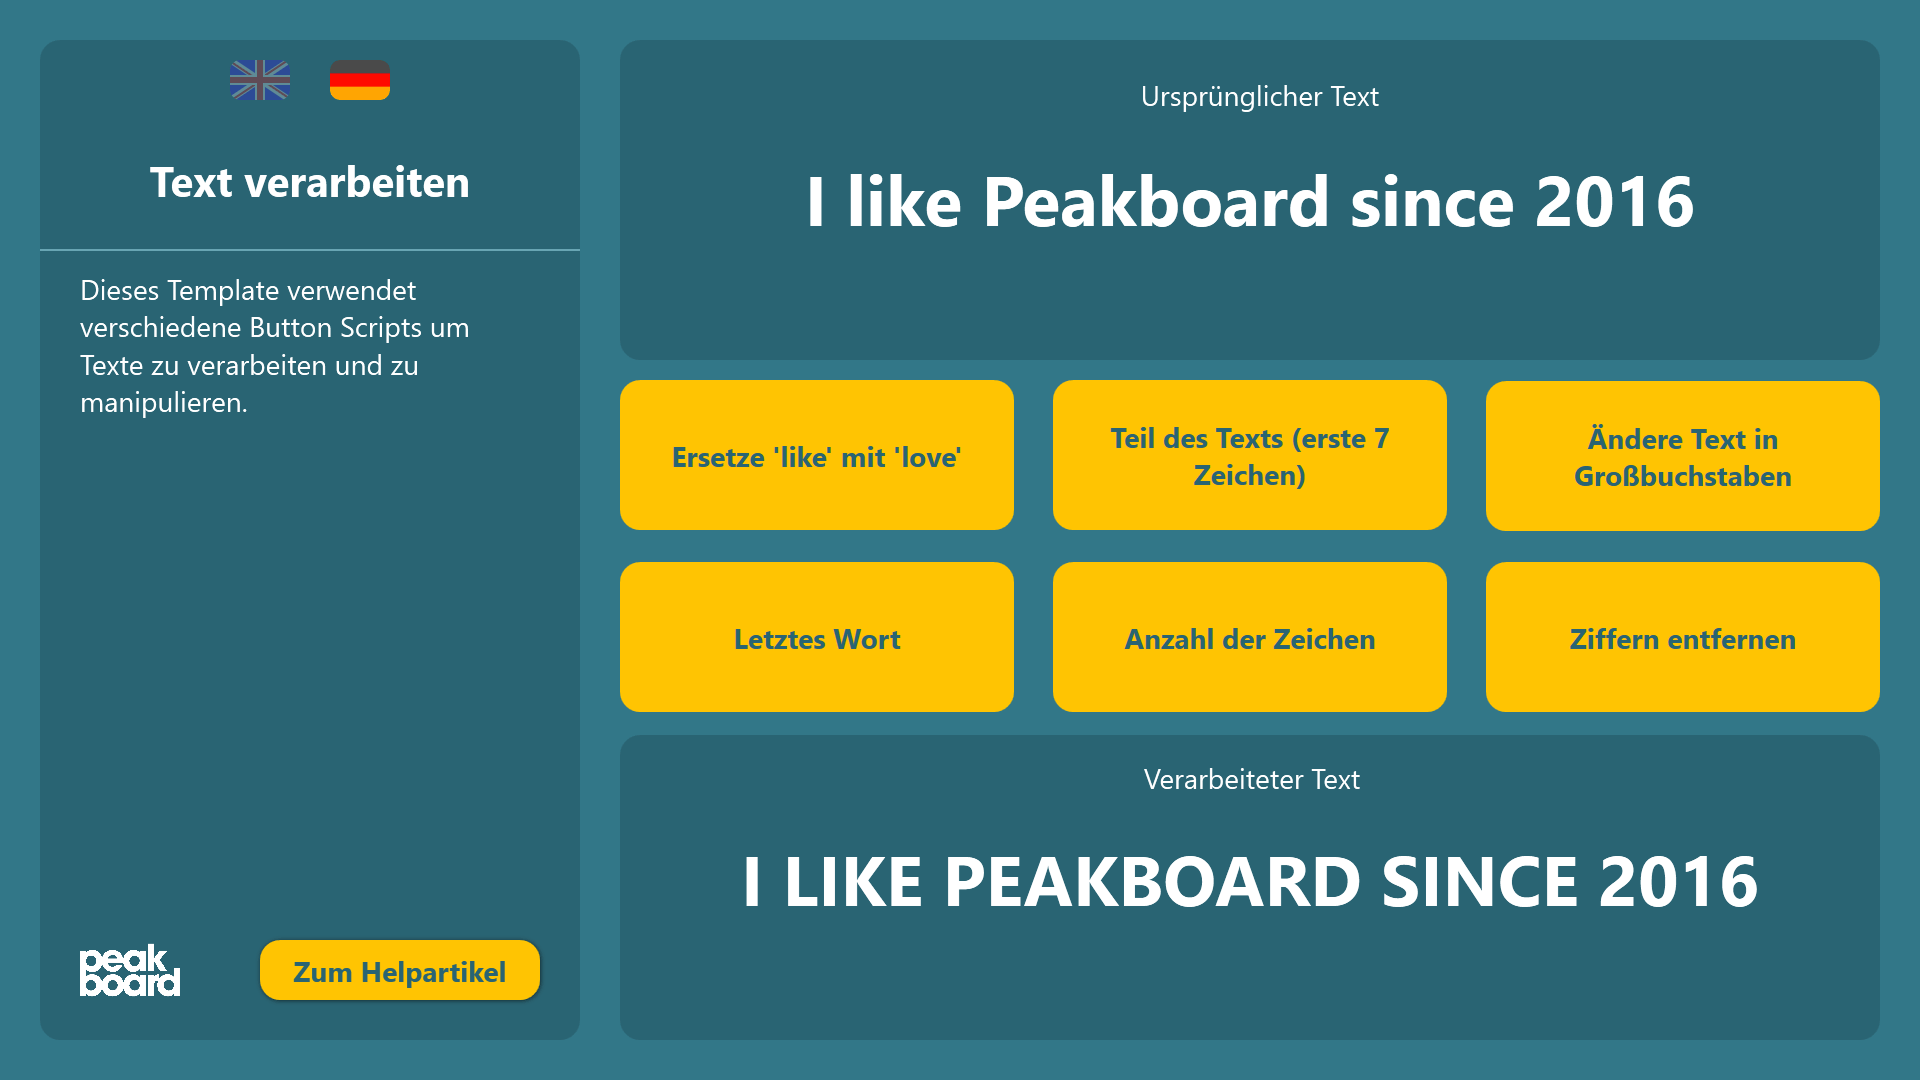 Text verarbeiten
Dieses Template verwendet
verschiedene Button Scripts um
Texte zu verarbeiten und zu
manipulieren.
peak
board
Zum Helpartikel
Ursprünglicher Text
I like Peakboard since 2016
Ersetze 'like' mit 'love'
Teil des Texts (erste 7
Zeichen)
Ändere Text in
Großbuchstaben
Letztes Wort
Anzahl der Zeichen
Ziffern entfernen
Verarbeiteter Text
I LIKE PEAKBOARD SINCE 2016